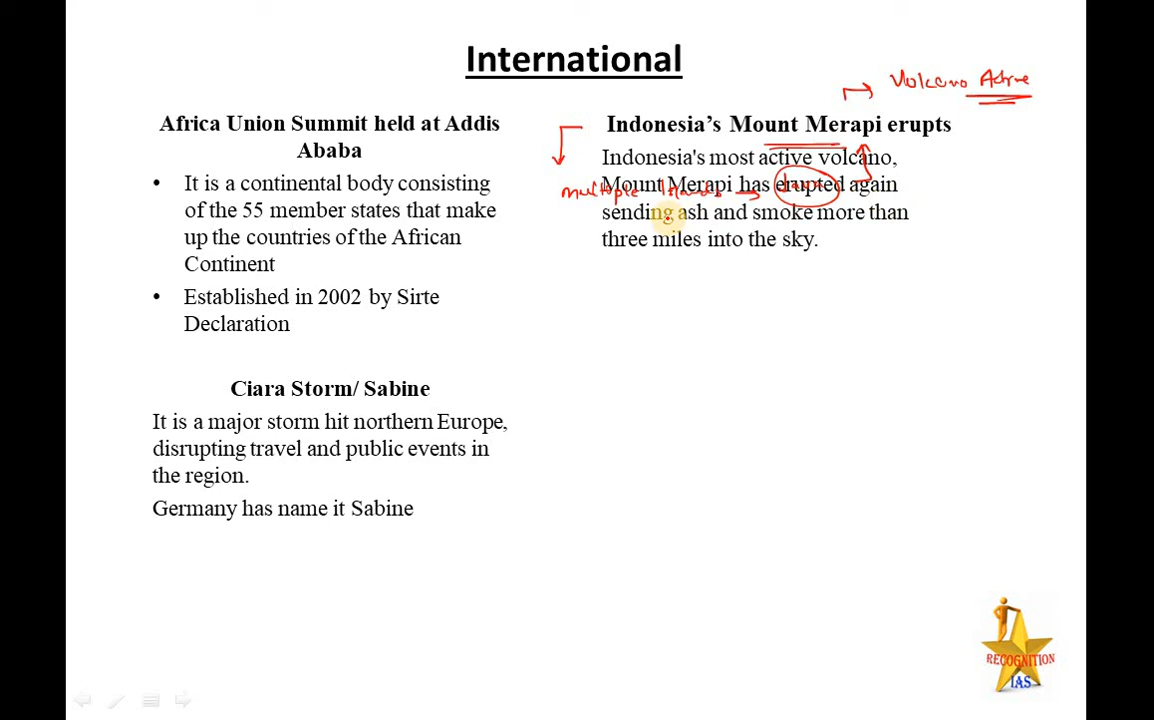 International
Volcano Active
Africa Union Summit held at Addis
Ababa
• It is a continental body consisting
of the 55 member states that make
up the countries of the African
Continent
• Established in 2002 by Sirte
Declaration
Ciara Storm/ Sabine
It is a major storm hit northern Europe,
disrupting travel and public events in
the region.
Germany has name it Sabine
Indonesia's Mount Merapi erupts
Indonesia's most active volcano,
Mount Merapi has erupted again
multiple Islands Java
sending ash and smoke more than
three miles into the sky.
RECOGNITION
IAS